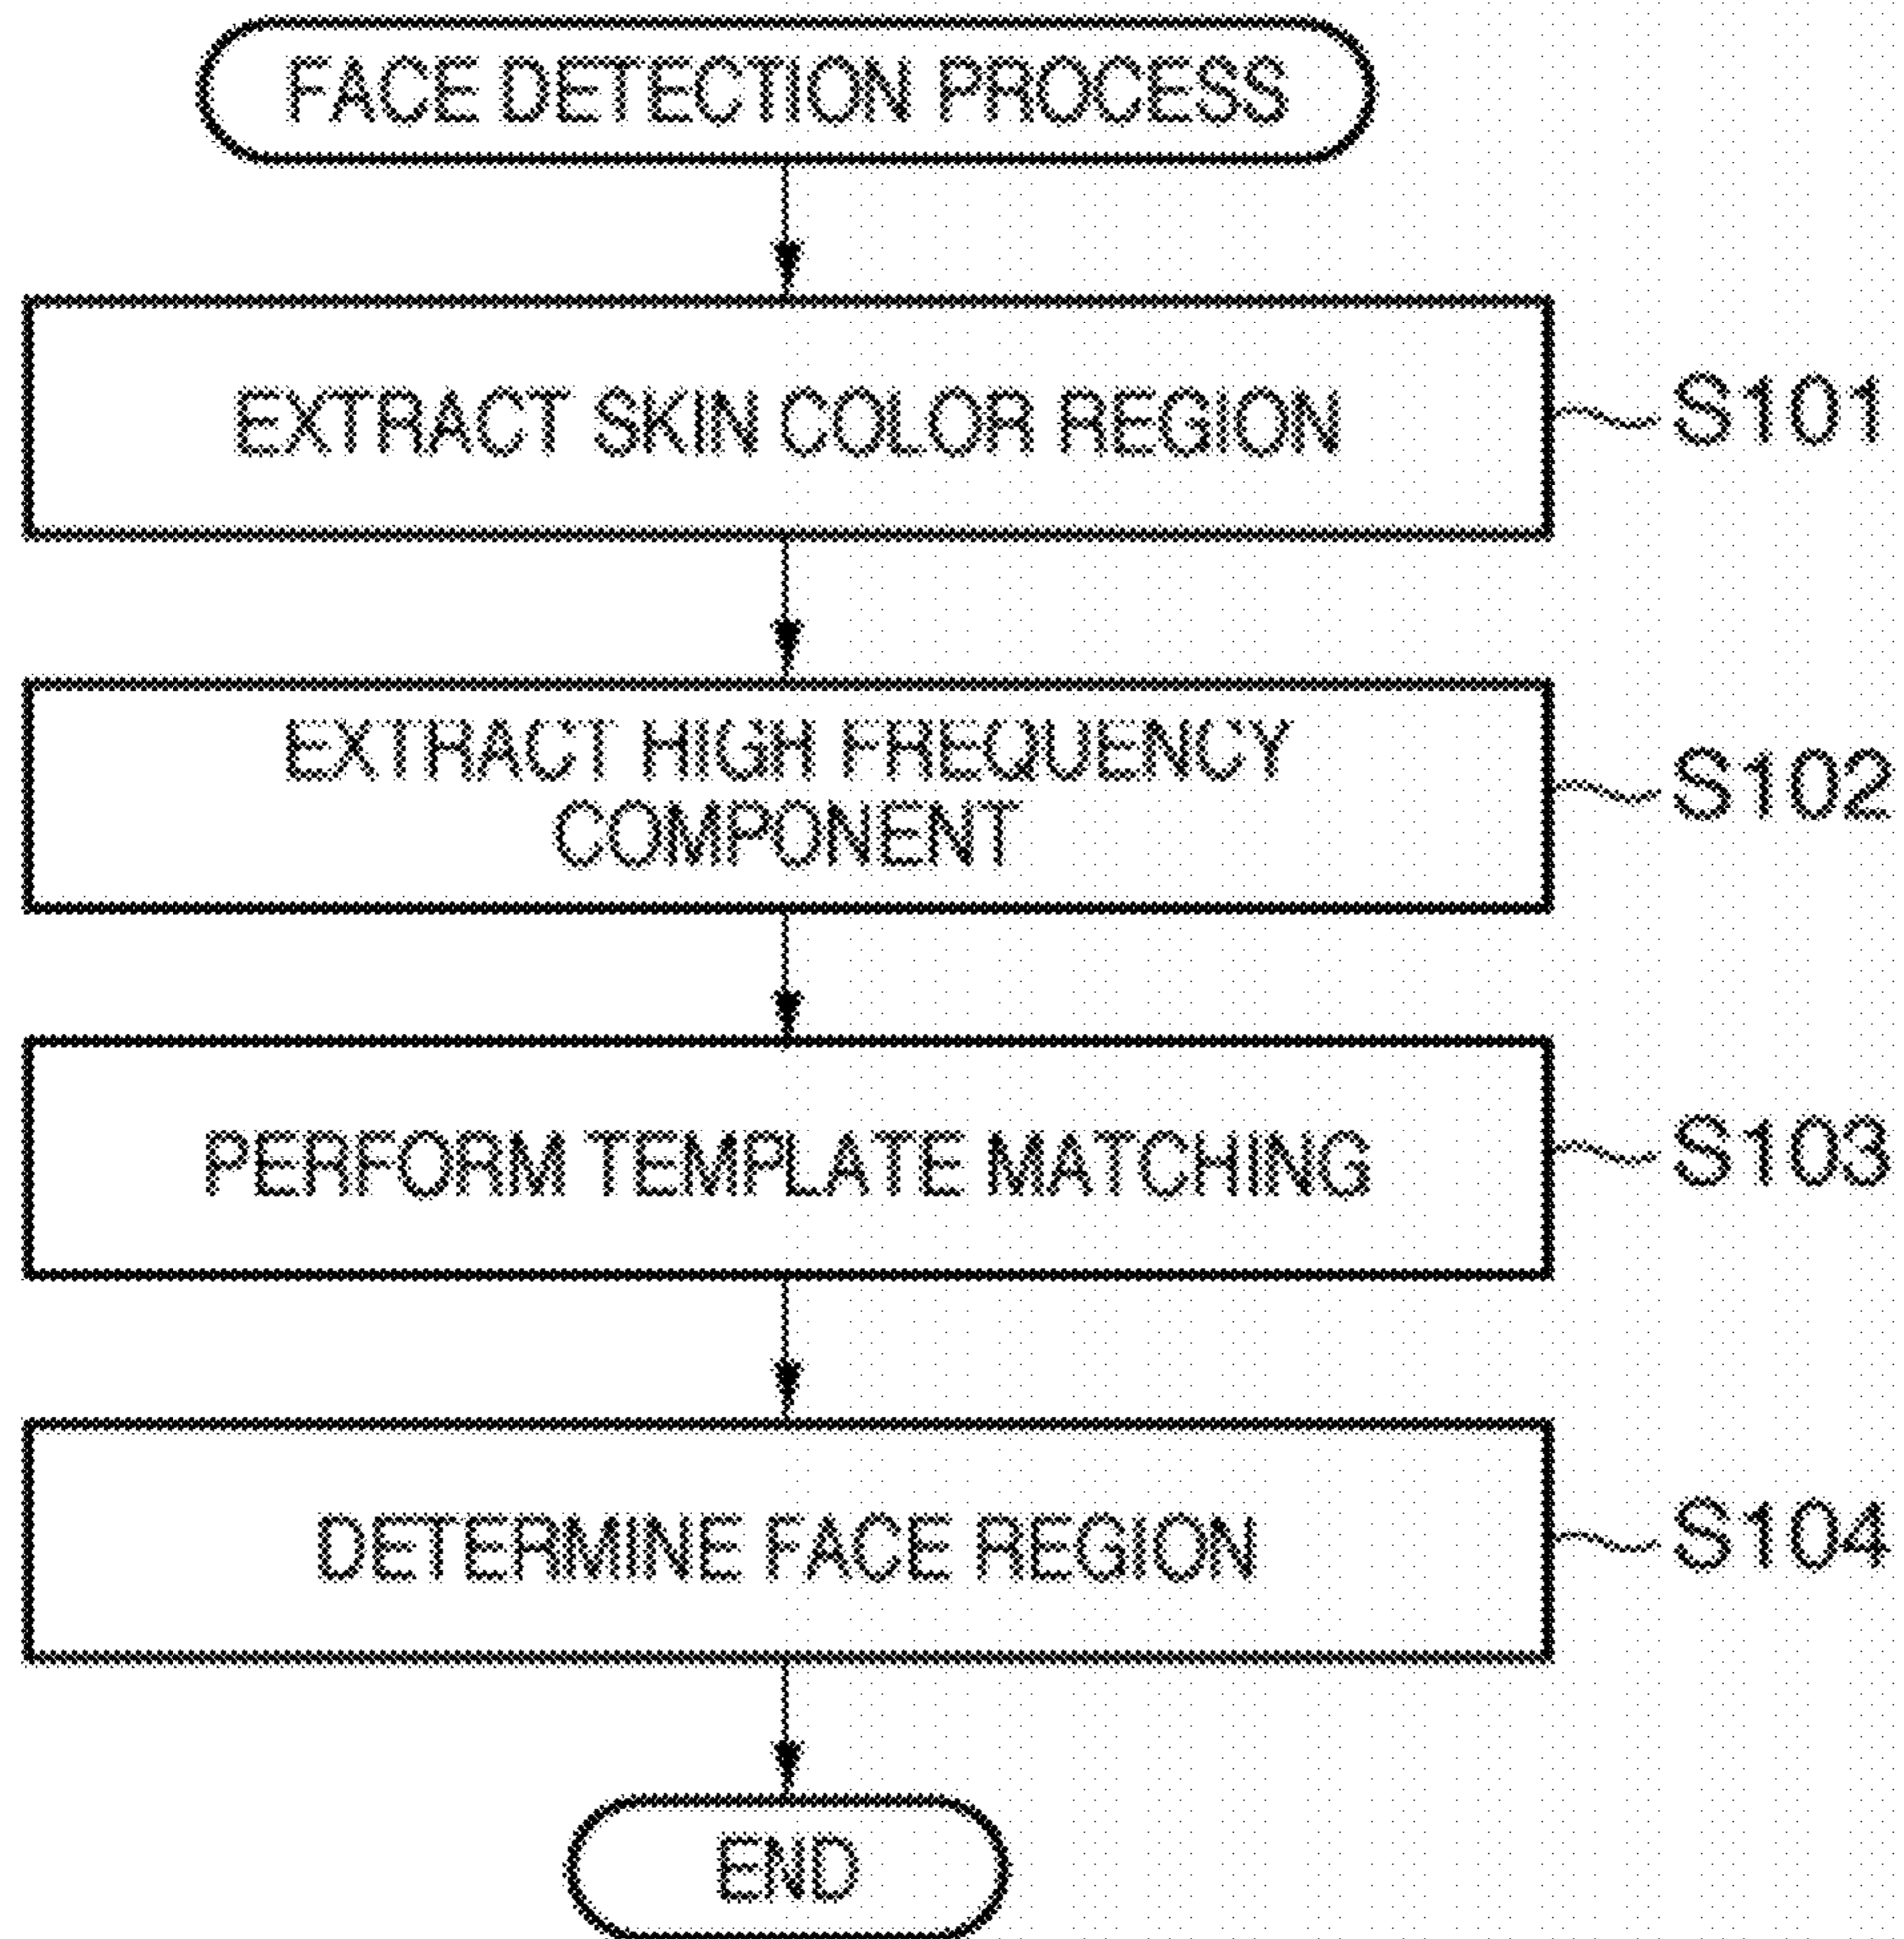 FACE DETECTION PROCESS
EXTRACT SKIN COLOR REGION
S101
EXTRACT HIGH FREQUENCY
COMPONENT
S102
PERFORM TEMPLATE MATCHING
S103
DETERMINE FACE REGION
S104
END